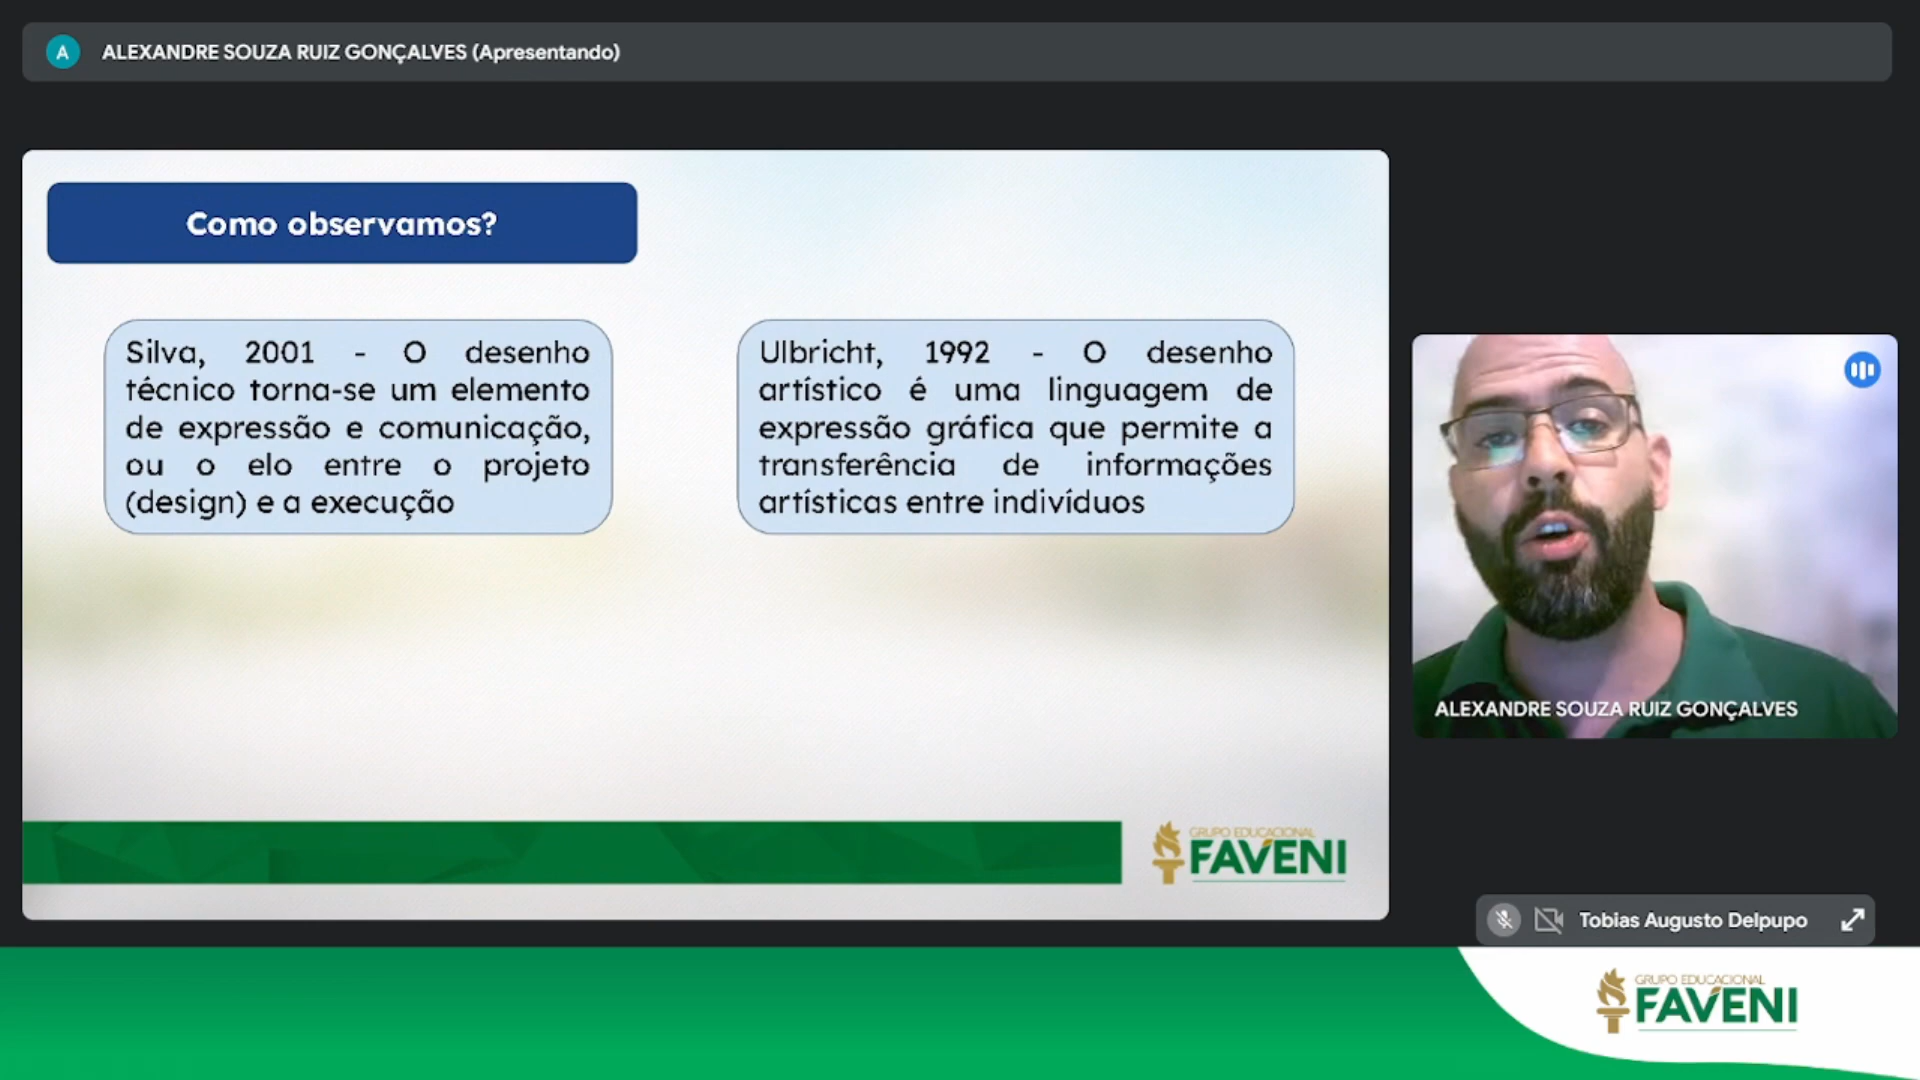 A
ALEXANDRE SOUZA RUIZ GONÇALVES (Apresentando)
Como observamos?
Silva, 2001 - O desenho
técnico torna-se um elemento
de expressão e comunicação,
ou o elo entre o projeto
(design) e a execução
Ulbricht, 1992 - O desenho
artístico é uma linguagem de
expressão gráfica que permite a
transferência de informações
artísticas entre indivíduos
GRUPO EDUCACIONAL
FAVENI
ALEXANDRE SOUZA RUIZ GONÇALVES
Tobias Augusto Delpupo
GRUPO EDUCACIONAL
FAVENI